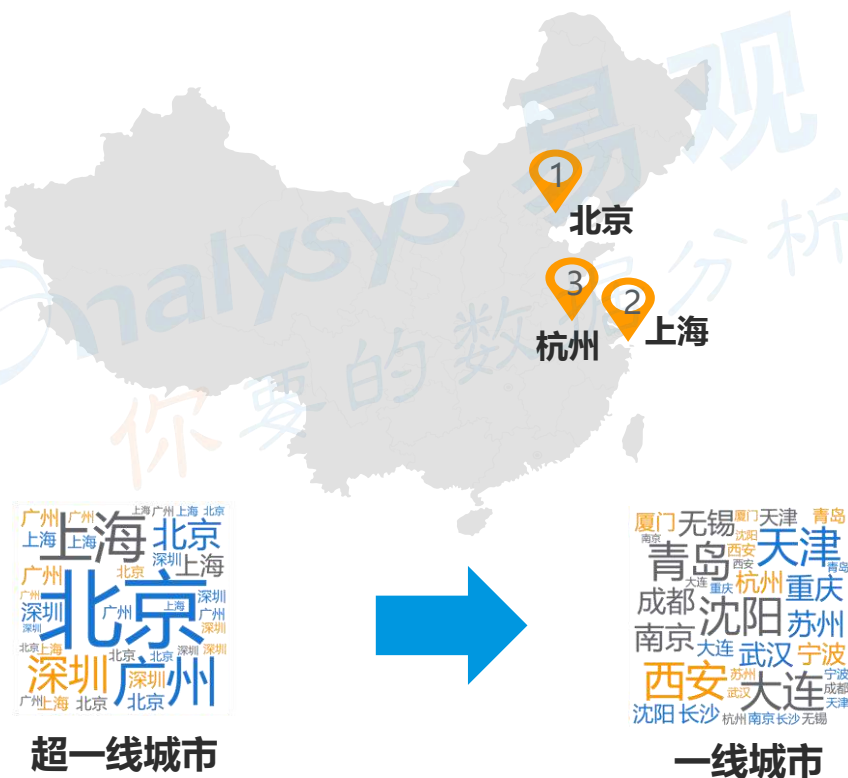 Analysys 易观
你要的数据分析
1
北京
3
2
杭州
上海
上海 广州 上海 北京
广州 广州 上海 北京
上海 上海
深圳 上海
广州 北京
北京
广州 深圳
深圳 广州 上海 广州
深圳 深圳
北京 上海 北京 北京 深圳 深圳
深圳 广州
深圳
广州 上海 北京 北京
厦门 无锡 厦门 天津 青岛
南京 沈阳 天津
青岛 西安
西安 青岛
大连 重庆 杭州 重庆
成都 沈阳 苏州
南京 大连 武汉 宁波
西安 苏州 大连 宁波
武汉 成都
天津
沈阳 长沙 杭州 南京 长沙 无锡
超一线城市
一线城市